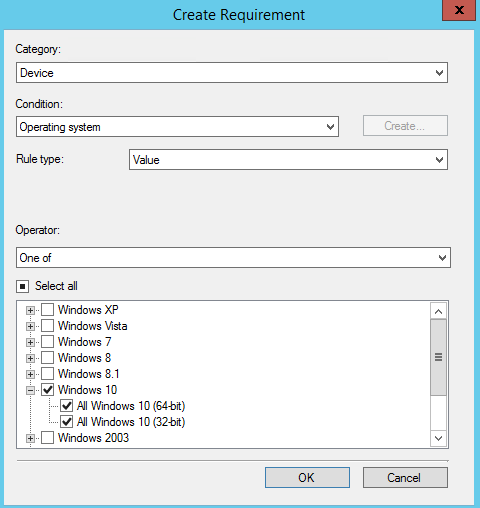 Create Requirement
x
Category:
Device
Condition:
Operating system
Create...
Rule type:
Value
Operator:
One of
Select all
Windows XP
Windows Vista
Windows 7
Windows 8
Windows 8.1
Windows 10
All Windows 10 (64-bit)
All Windows 10 (32-bit)
Windows 2003
OK
Cancel